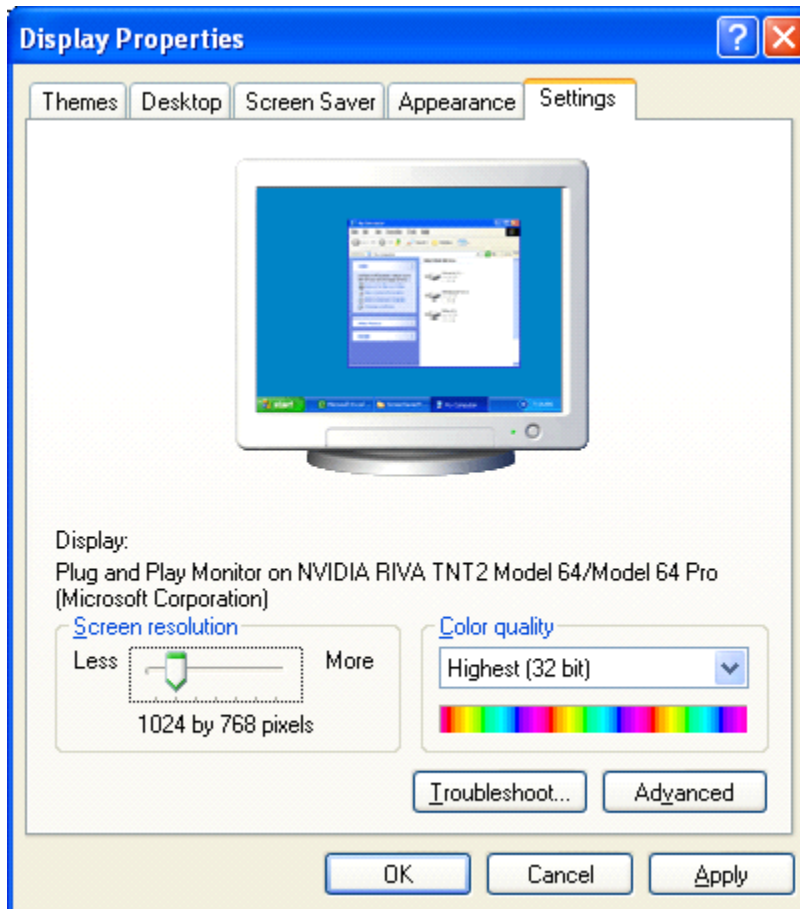 Display Properties
Themes Desktop Screen Saver Appearance Settings
start
Display:
Plug and Play Monitor on NVIDIA RIVA TNT2 Model 64/Model 64 Pro
(Microsoft Corporation)
Screen resolution
Less More
1024 by 768 pixels
Color quality
Highest (32 bit)
Troubleshoot... Advanced
OK Cancel Apply